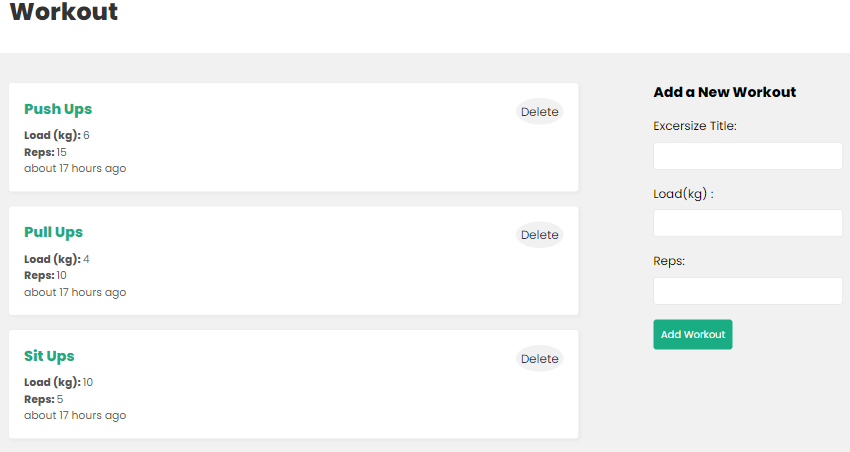 Workout
Push Ups
Delete
Load (kg): 6
Reps: 15
about 17 hours ago
Pull Ups
Delete
Load (kg): 4
Reps: 10
about 17 hours ago
Sit Ups
Delete
Load (kg): 10
Reps: 5
about 17 hours ago
Add a New Workout
Excersize Title:
Load(kg) :
Reps:
Add Workout